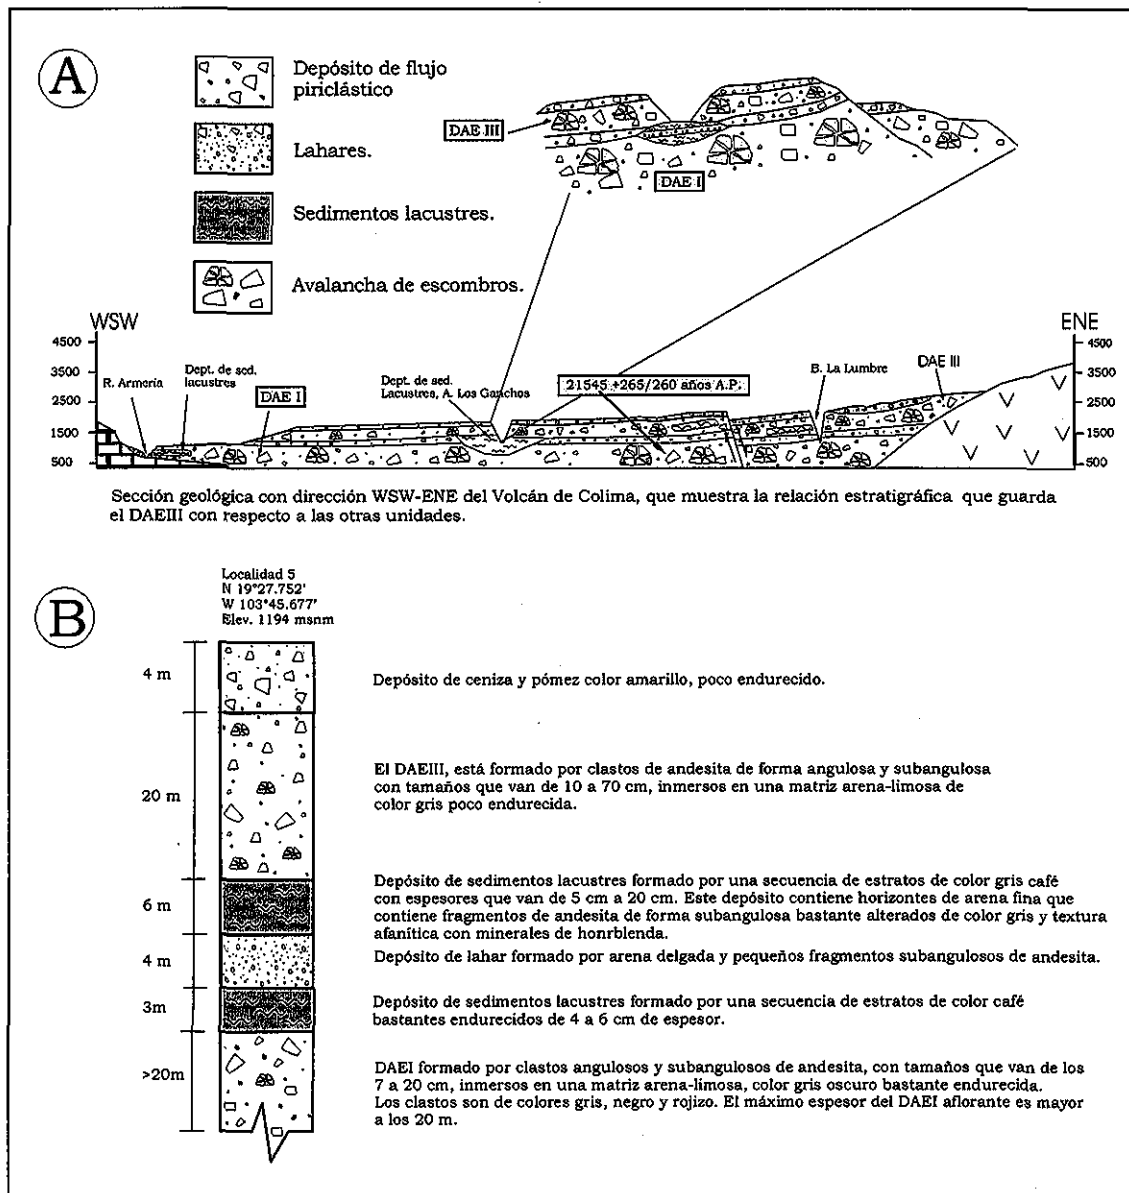 A
Depósito de flujo
piriclástico
Lahares.
Sedimentos lacustres.
Avalancha de escombros.
DAE III
DAE I
WSW
ENE
4500
3500
2500
1500
500
4500
3500
2500
1500
500
R. Armería
Dept. de sed.
lacustres
DAE I
Dept. de sed.
Lacustres, A. Los Ganchos
21545 +265/260 años A.P.
B. La Lumbre
DAE III
Sección geológica con dirección WSW-ENE del Volcán de Colima, que muestra la relación estratigráfica que guarda
el DAEIII con respecto a las otras unidades.
B
Localidad 5
N 19°27.752'
W 103°45.677'
Elev. 1194 msnm
4 m
Depósito de ceniza y pómez color amarillo, poco endurecido.
20 m
El DAEIII, está formado por clastos de andesita de forma angulosa y subangulosa
con tamaños que van de 10 a 70 cm, inmersos en una matriz arena-limosa de
color gris poco endurecida.
6 m
Depósito de sedimentos lacustres formado por una secuencia de estratos de color gris café
con espesores que van de 5 cm a 20 cm. Este depósito contiene horizontes de arena fina que
contiene fragmentos de andesita de forma subangulosa bastante alterados de color gris y textura
afanítica con minerales de honrblenda.
4 m
Depósito de lahar formado por arena delgada y pequeños fragmentos subangulosos de andesita.
3m
Depósito de sedimentos lacustres formado por una secuencia de estratos de color café
bastantes endurecidos de 4 a 6 cm de espesor.
>20m
DAEI formado por clastos angulosos y subangulosos de andesita, con tamaños que van de los
7 a 20 cm, inmersos en una matriz arena-limosa, color gris oscuro bastante endurecida.
Los clastos son de colores gris, negro y rojizo. El máximo espesor del DAEI aflorante es mayor
a los 20 m.